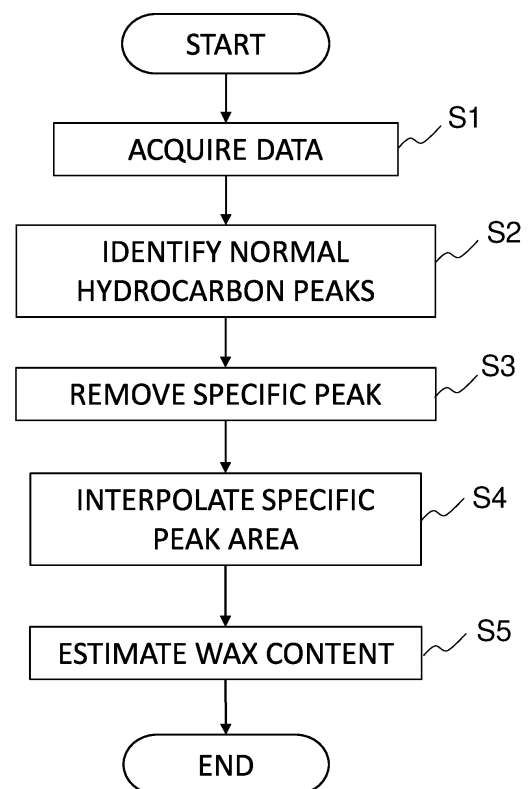 START
S1
ACQUIRE DATA
S2
IDENTIFY NORMAL
HYDROCARBON PEAKS
S3
REMOVE SPECIFIC PEAK
S4
INTERPOLATE SPECIFIC
PEAK AREA
S5
ESTIMATE WAX CONTENT
END